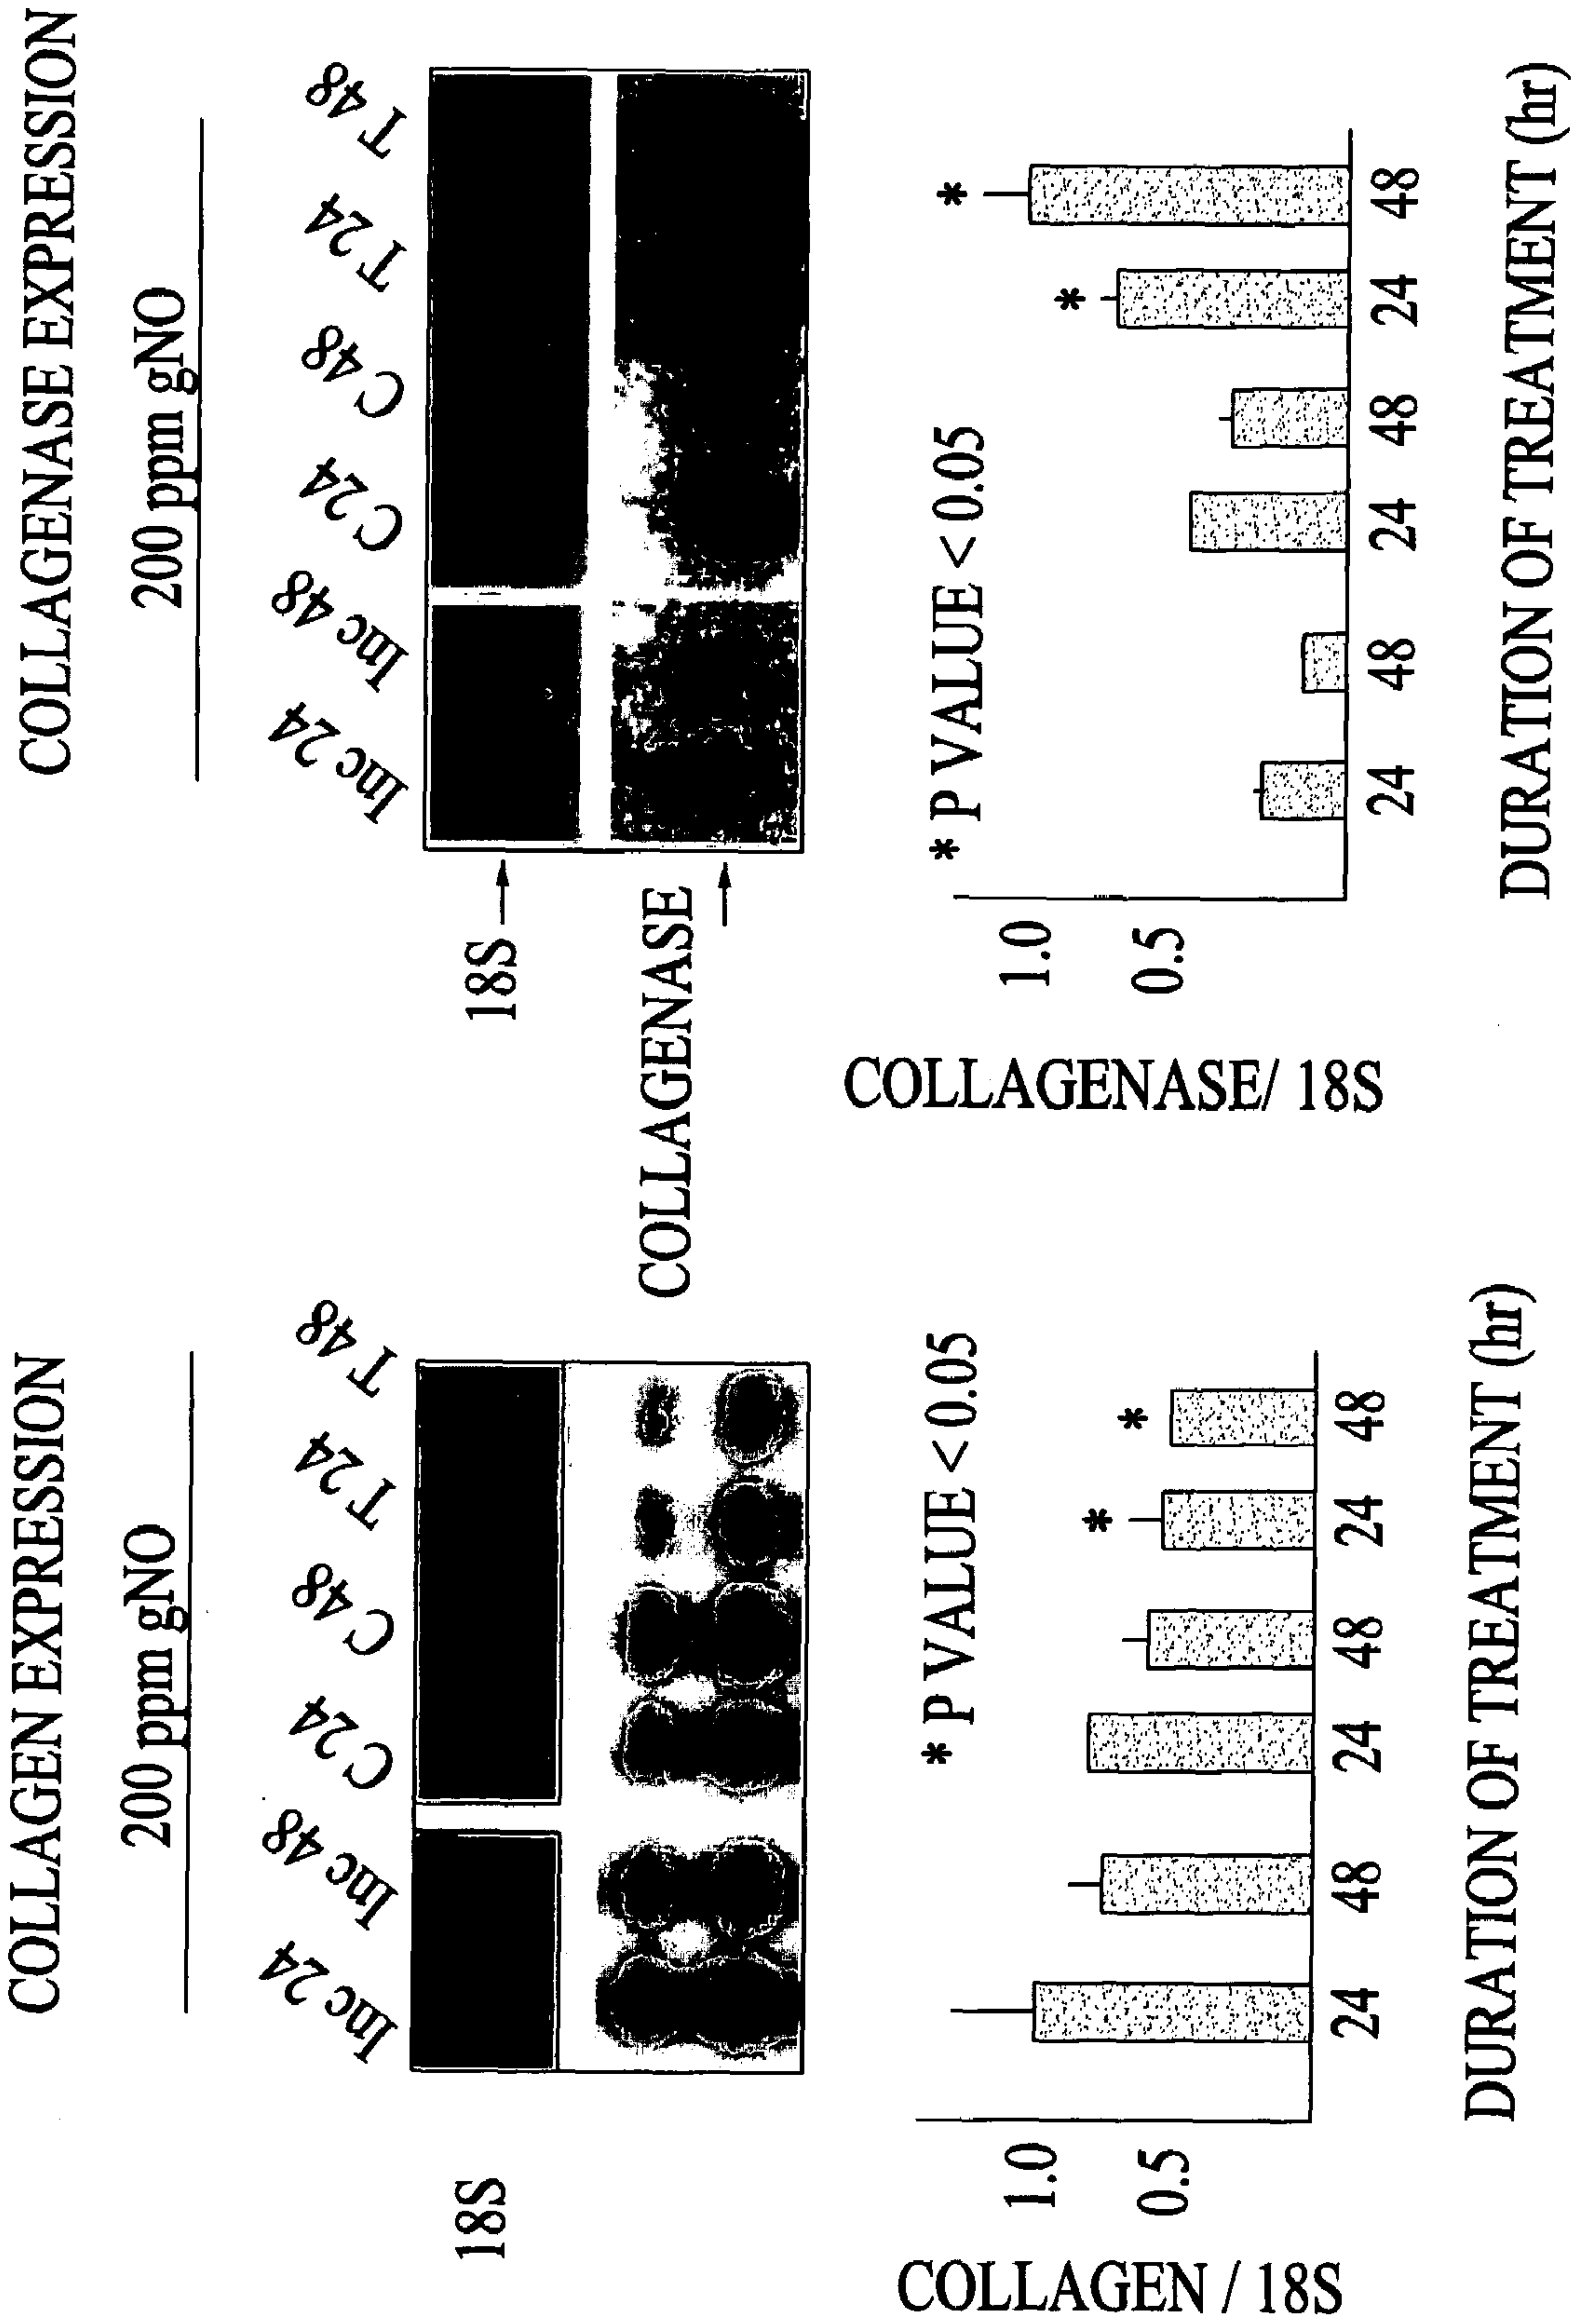 COLLAGEN EXPRESSION
200 ppm gNO
Inc 24 Inc 48 C 24 C 48 T 24 T 48
18S
* P VALUE < 0.05
* *
1.0
0.5
COLLAGEN / 18S
24 48 24 48 24 48
DURATION OF TREATMENT (hr)
COLLAGENASE EXPRESSION
200 ppm gNO
Inc 24 Inc 48 C 24 C 48 T 24 T 48
18S
COLLAGENASE
* P VALUE < 0.05
* *
1.0
0.5
COLLAGENASE/ 18S
24 48 24 48 24 48
DURATION OF TREATMENT (hr)